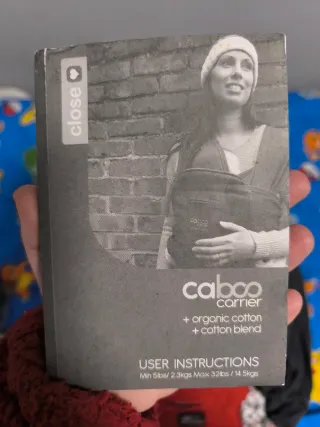 close
caboo
carrier
+ organic cotton
+ cotton blend
USER INSTRUCTIONS
Min 5lbs/ 2.3kgs Max 32lbs / 14.5kgs